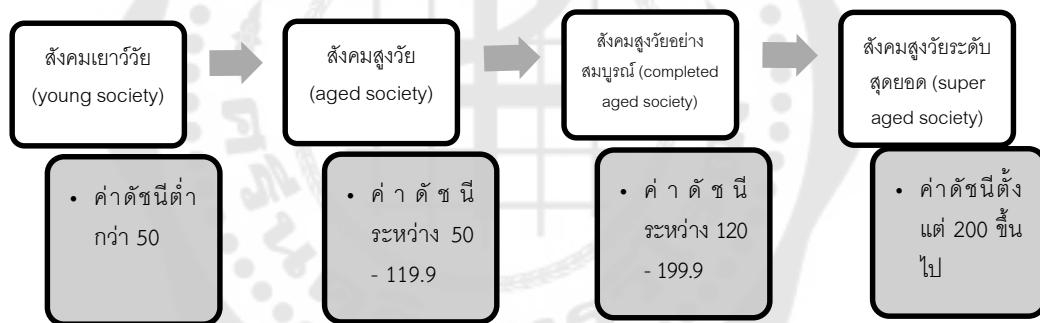 สังคมเยาว์วัย
(young society)
สังคมสูงวัย
(aged society)
สังคมสูงวัยอย่าง
สมบูรณ์ (completed
aged society)
สังคมสูงวัยระดับ
สุดยอด (super
aged society)
• ค่าดัชนีต่ำ
กว่า 50
• ค่าดัชนี
ระหว่าง 50
- 119.9
• ค่าดัชนี
ระหว่าง 120
- 199.9
• ค่าดัชนีตั้ง
แต่ 200 ขึ้น
ไป